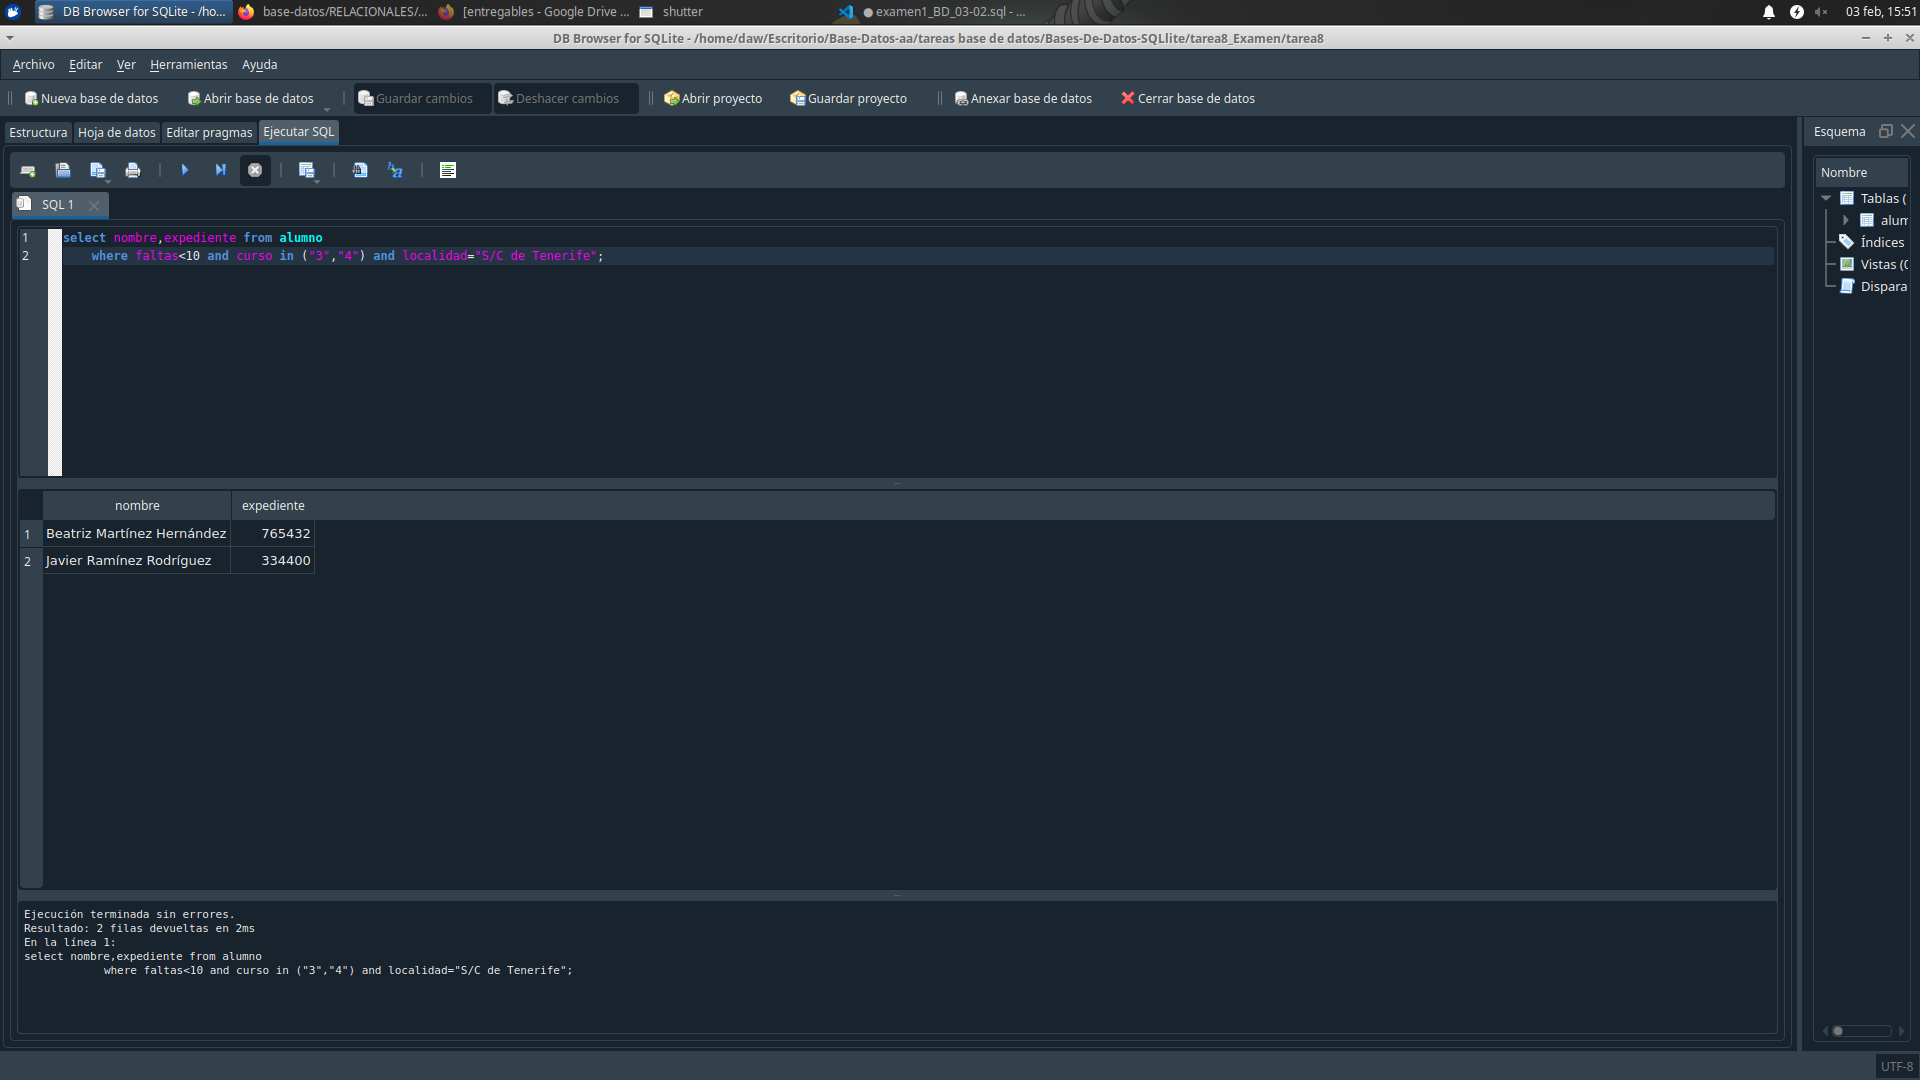 DB Browser for SQLite - /ho...
base-datos/RELACIONALES/...
[entregables - Google Drive ...
shutter
● examen1_BD_03-02.sql - ...
03 feb, 15:51
DB Browser for SQLite - /home/daw/Escritorio/Base-Datos-aa/tareas base de datos/Bases-De-Datos-SQLlite/tarea8_Examen/tarea8
Archivo Editar Ver Herramientas Ayuda
Nueva base de datos Abrir base de datos Guardar cambios Deshacer cambios Abrir proyecto Guardar proyecto Anexar base de datos Cerrar base de datos
Estructura Hoja de datos Editar pragmas Ejecutar SQL
SQL 1
1 select nombre,expediente from alumno
2 where faltas<10 and curso in ("3","4") and localidad="S/C de Tenerife";
nombre expediente
1 Beatriz Martínez Hernández 765432
2 Javier Ramínez Rodríguez 334400
Ejecución terminada sin errores.
Resultado: 2 filas devueltas en 2ms
En la línea 1:
select nombre,expediente from alumno
where faltas<10 and curso in ("3","4") and localidad="S/C de Tenerife";
Esquema
Nombre
Tablas (
alum
Índices
Vistas (0
Dispara
UTF-8